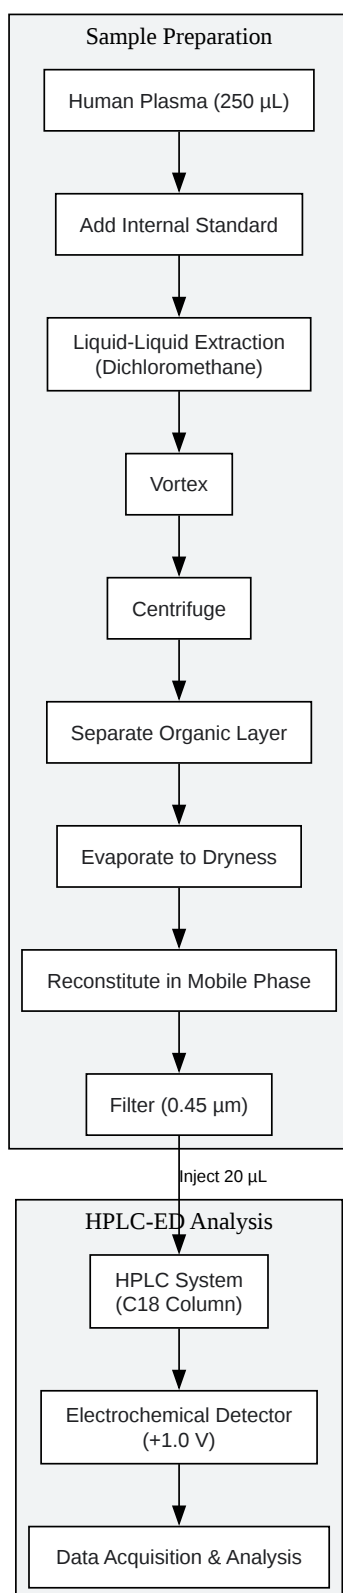 Sample Preparation
Human Plasma (250 µL)
Add Internal Standard
Liquid-Liquid Extraction
(Dichloromethane)
Vortex
Centrifuge
Separate Organic Layer
Evaporate to Dryness
Reconstitute in Mobile Phase
Filter (0.45 µm)
Inject 20 µL
HPLC-ED Analysis
HPLC System
(C18 Column)
Electrochemical Detector
(+1.0 V)
Data Acquisition & Analysis